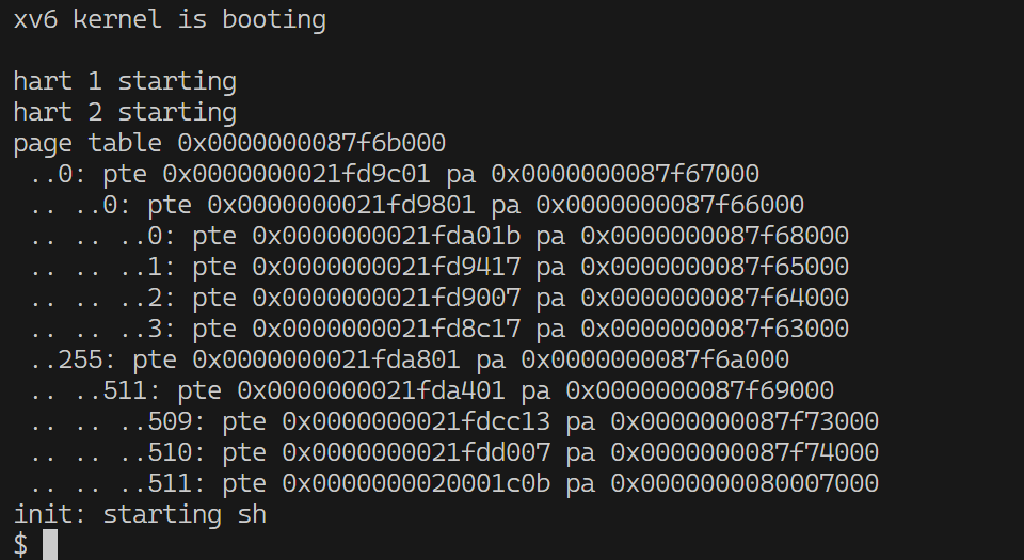 xv6 kernel is booting
hart 1 starting
hart 2 starting
page table 0x0000000087f6b000
..0: pte 0x0000000021fd9c01 pa 0x0000000087f67000
.. ..0: pte 0x0000000021fd9801 pa 0x0000000087f66000
.. .. ..0: pte 0x0000000021fda01b pa 0x0000000087f68000
.. .. ..1: pte 0x0000000021fd9417 pa 0x0000000087f65000
.. .. ..2: pte 0x0000000021fd9007 pa 0x0000000087f64000
.. .. ..3: pte 0x0000000021fd8c17 pa 0x0000000087f63000
..255: pte 0x0000000021fda801 pa 0x0000000087f6a000
.. ..511: pte 0x0000000021fda401 pa 0x0000000087f69000
.. .. ..509: pte 0x0000000021fdcc13 pa 0x0000000087f73000
.. .. ..510: pte 0x0000000021fdd007 pa 0x0000000087f74000
.. .. ..511: pte 0x0000000020001c0b pa 0x0000000080007000
init: starting sh
$